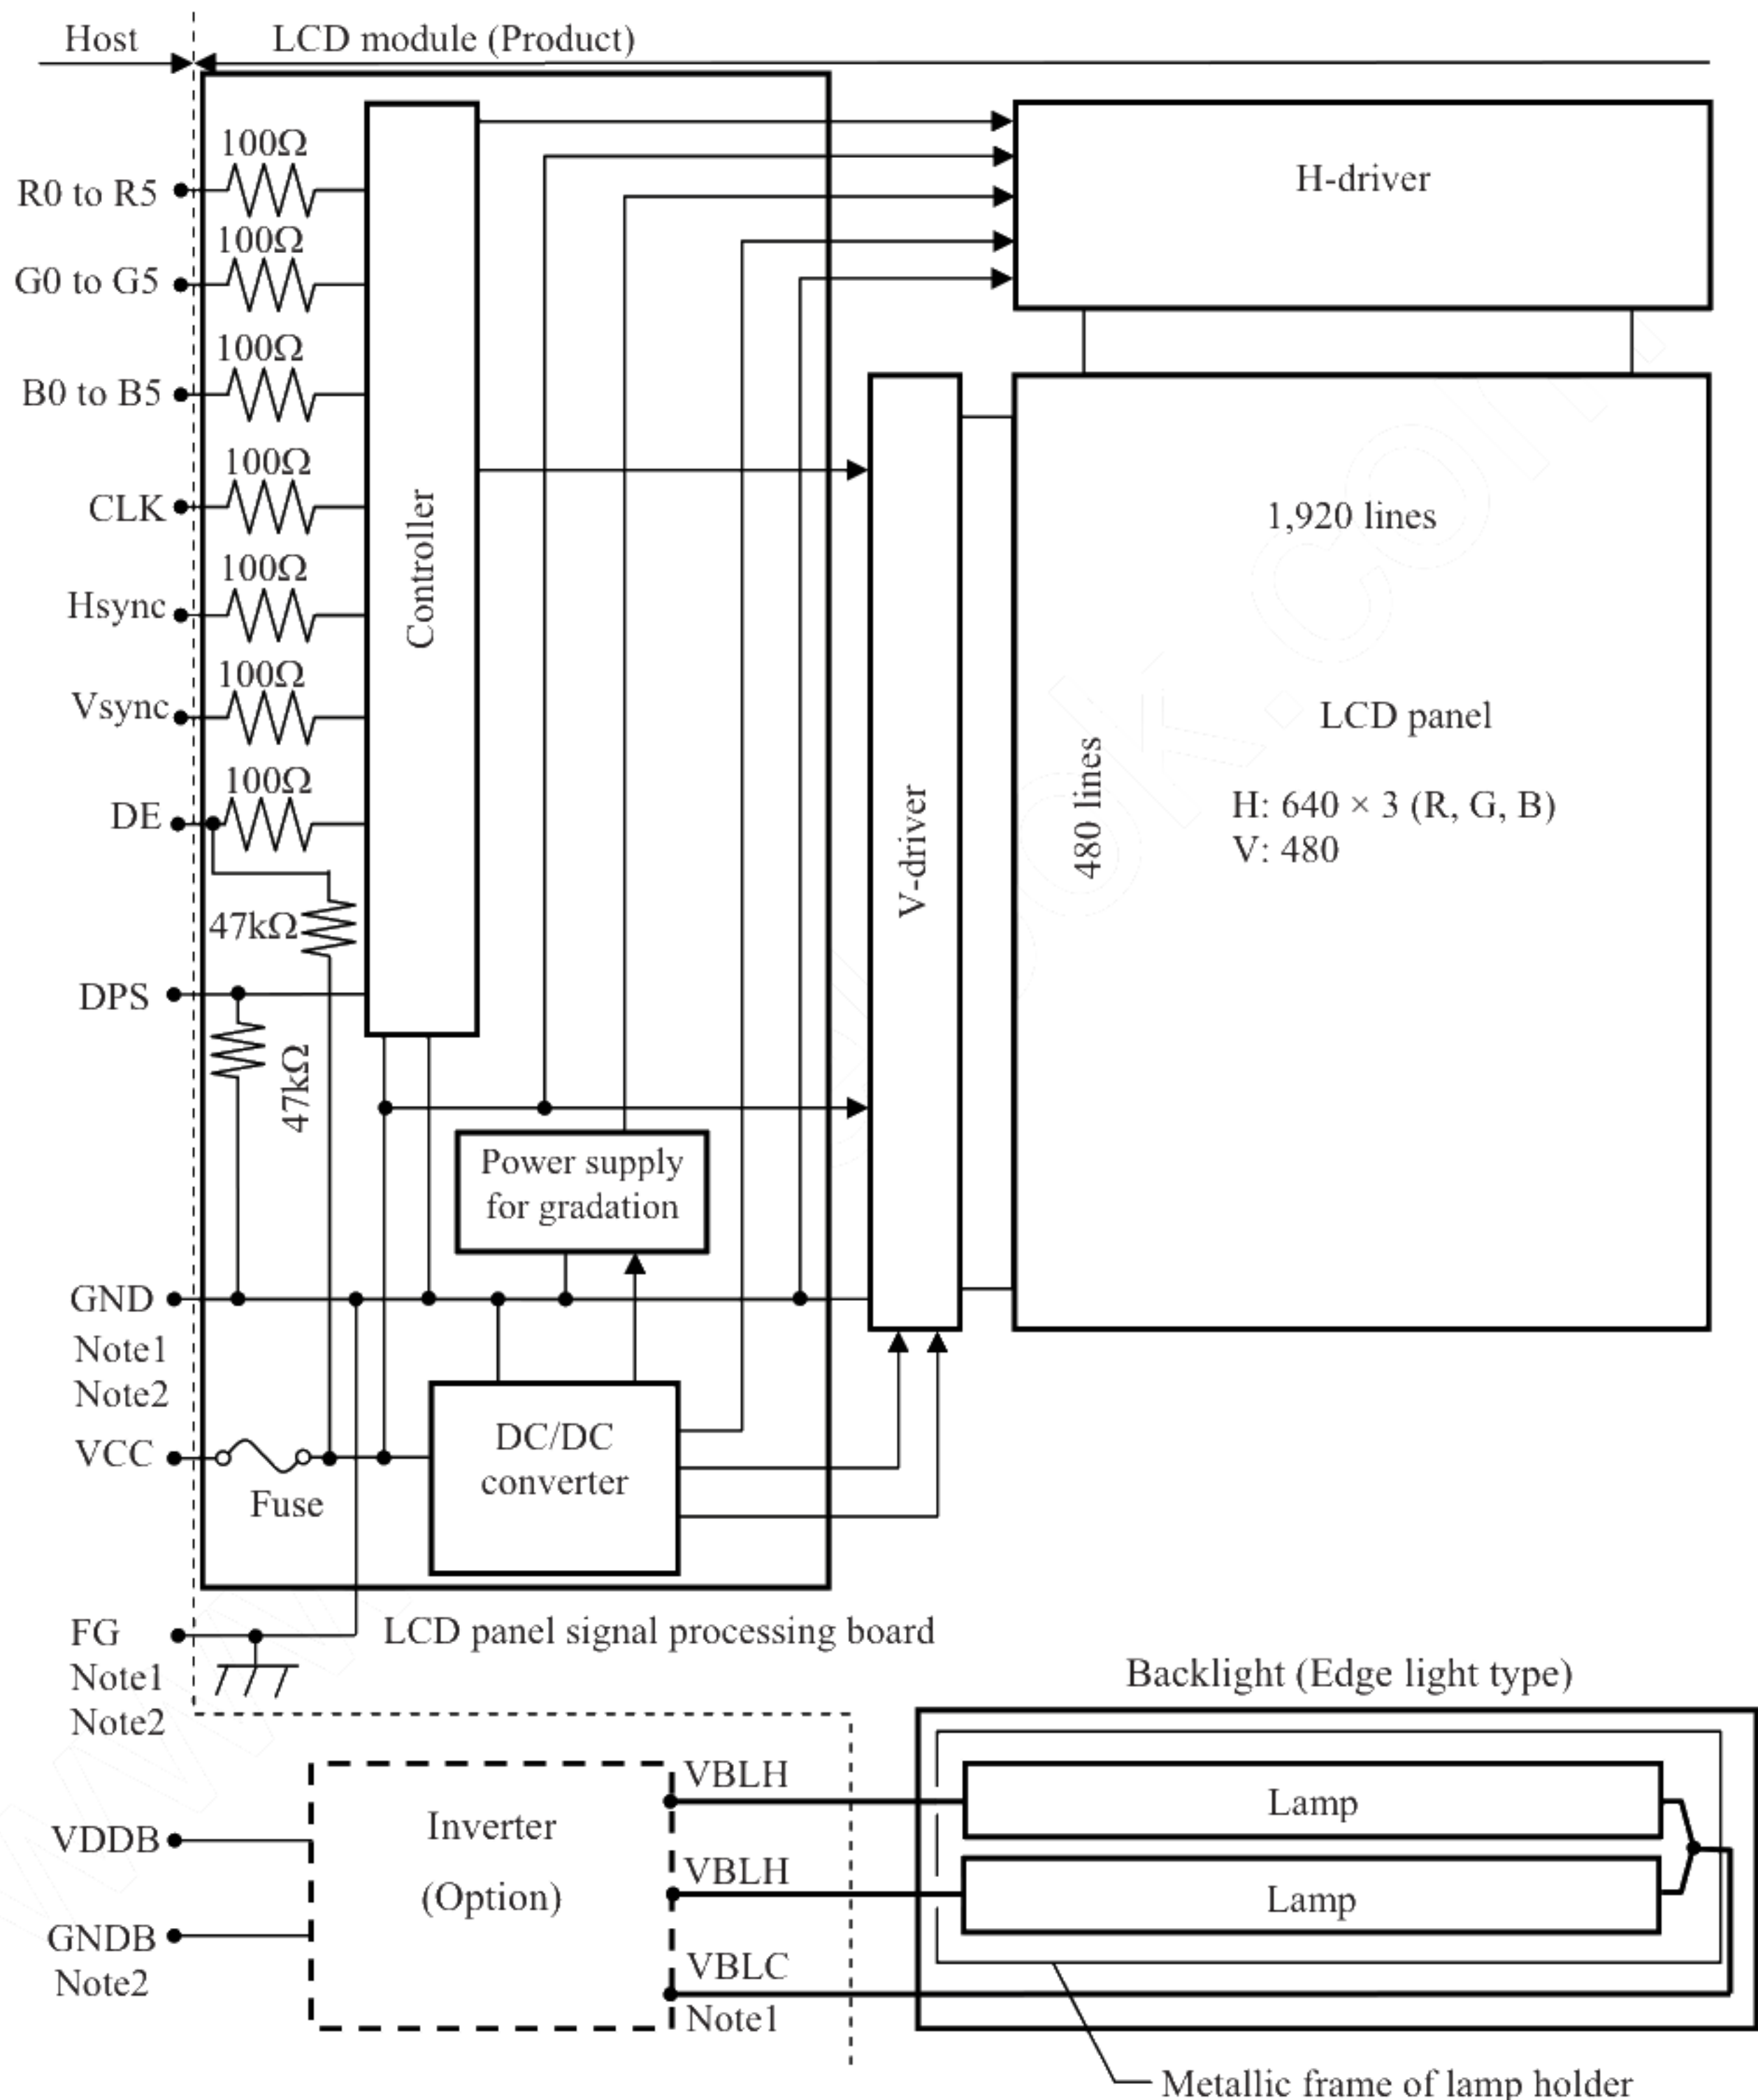 Host
LCD module (Product)
100Ω
R0 to R5
100Ω
G0 to G5
100Ω
B0 to B5
100Ω
CLK
100Ω
Hsync
100Ω
Vsync
100Ω
DE
47kΩ
DPS
47kΩ
Controller
H-driver
V-driver
1,920 lines
480 lines
LCD panel
H: 640 × 3 (R, G, B)
V: 480
Power supply
for gradation
GND
Note1
Note2
VCC
Fuse
DC/DC
converter
FG
Note1
Note2
LCD panel signal processing board
Backlight (Edge light type)
VDDB
GNDB
Note2
Inverter
(Option)
VBLH
VBLH
VBLC
Note1
Lamp
Lamp
Metallic frame of lamp holder